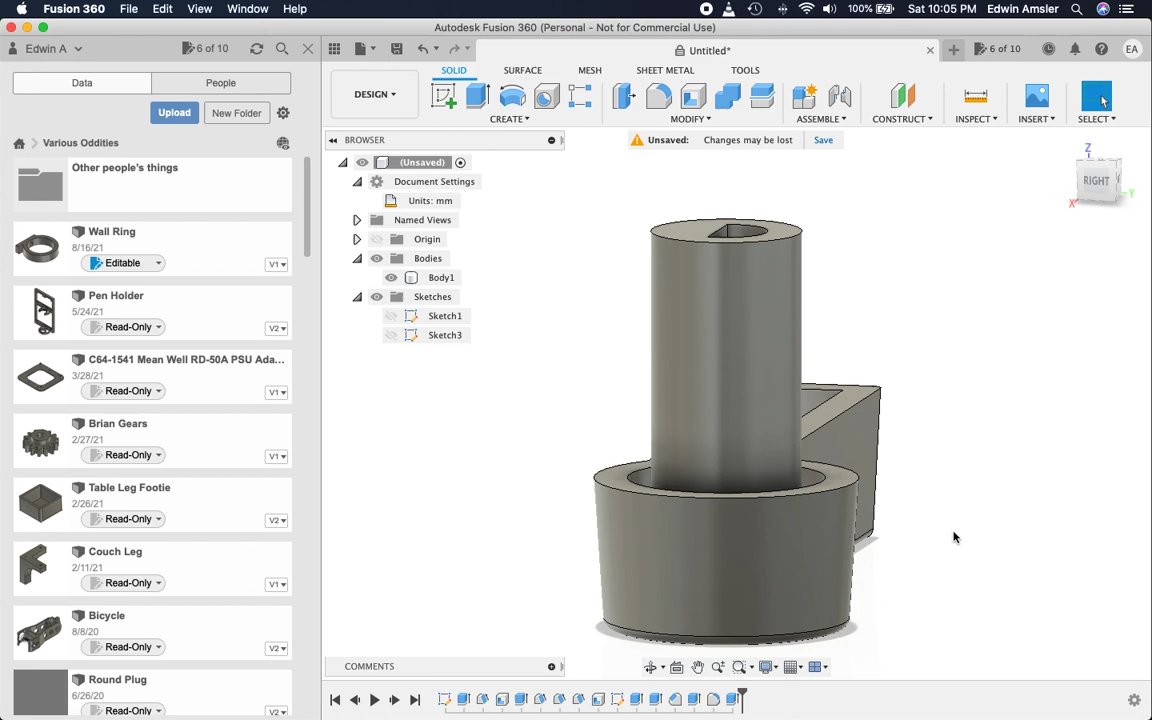 Fusion 360 File Edit View Window Help 100% Sat 10:05 PM Edwin Amsler
Autodesk Fusion 360 (Personal - Not for Commercial Use)
Edwin A 6 of 10 Untitled* 6 of 10 EA
Data People
Upload New Folder
Various Oddities
Other people's things
Wall Ring
8/16/21
Editable V1
Pen Holder
5/24/21
Read-Only V2
C64-1541 Mean Well RD-50A PSU Ada...
3/28/21
Read-Only V1
Brian Gears
2/27/21
Read-Only V1
Table Leg Footie
2/26/21
Read-Only V2
Couch Leg
2/11/21
Read-Only V1
Bicycle
8/8/20
Read-Only V2
Round Plug
6/26/20
Read-Only V2
SOLID SURFACE MESH SHEET METAL TOOLS
DESIGN
CREATE MODIFY ASSEMBLE CONSTRUCT INSPECT INSERT SELECT
BROWSER
Unsaved: Changes may be lost Save
(Unsaved)
Document Settings
Units: mm
Named Views
Origin
Bodies
Body1
Sketches
Sketch1
Sketch3
Z
RIGHT
X Y
COMMENTS